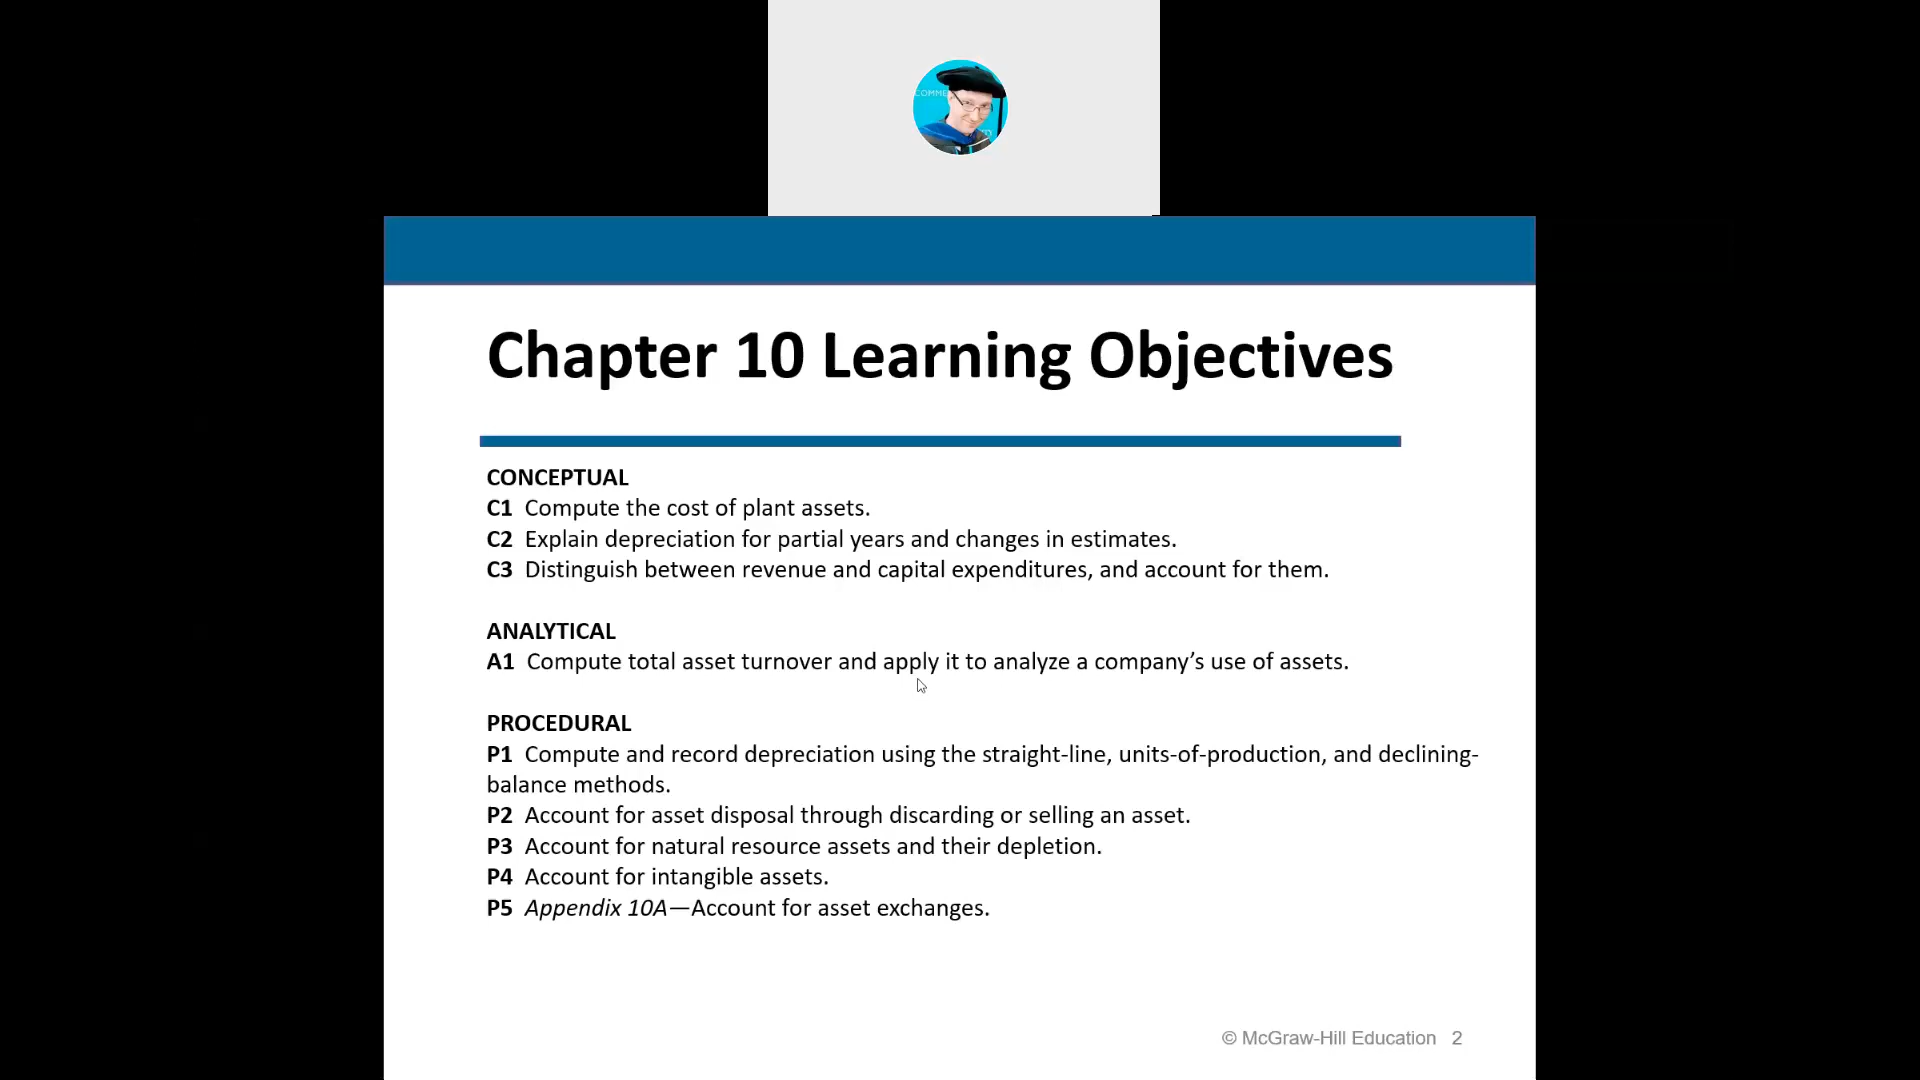 COMME
Chapter 10 Learning Objectives
CONCEPTUAL
C1 Compute the cost of plant assets.
C2 Explain depreciation for partial years and changes in estimates.
C3 Distinguish between revenue and capital expenditures, and account for them.
ANALYTICAL
A1 Compute total asset turnover and apply it to analyze a company’s use of assets.
PROCEDURAL
P1 Compute and record depreciation using the straight-line, units-of-production, and declining-
balance methods.
P2 Account for asset disposal through discarding or selling an asset.
P3 Account for natural resource assets and their depletion.
P4 Account for intangible assets.
P5 Appendix 10A—Account for asset exchanges.
© McGraw-Hill Education 2